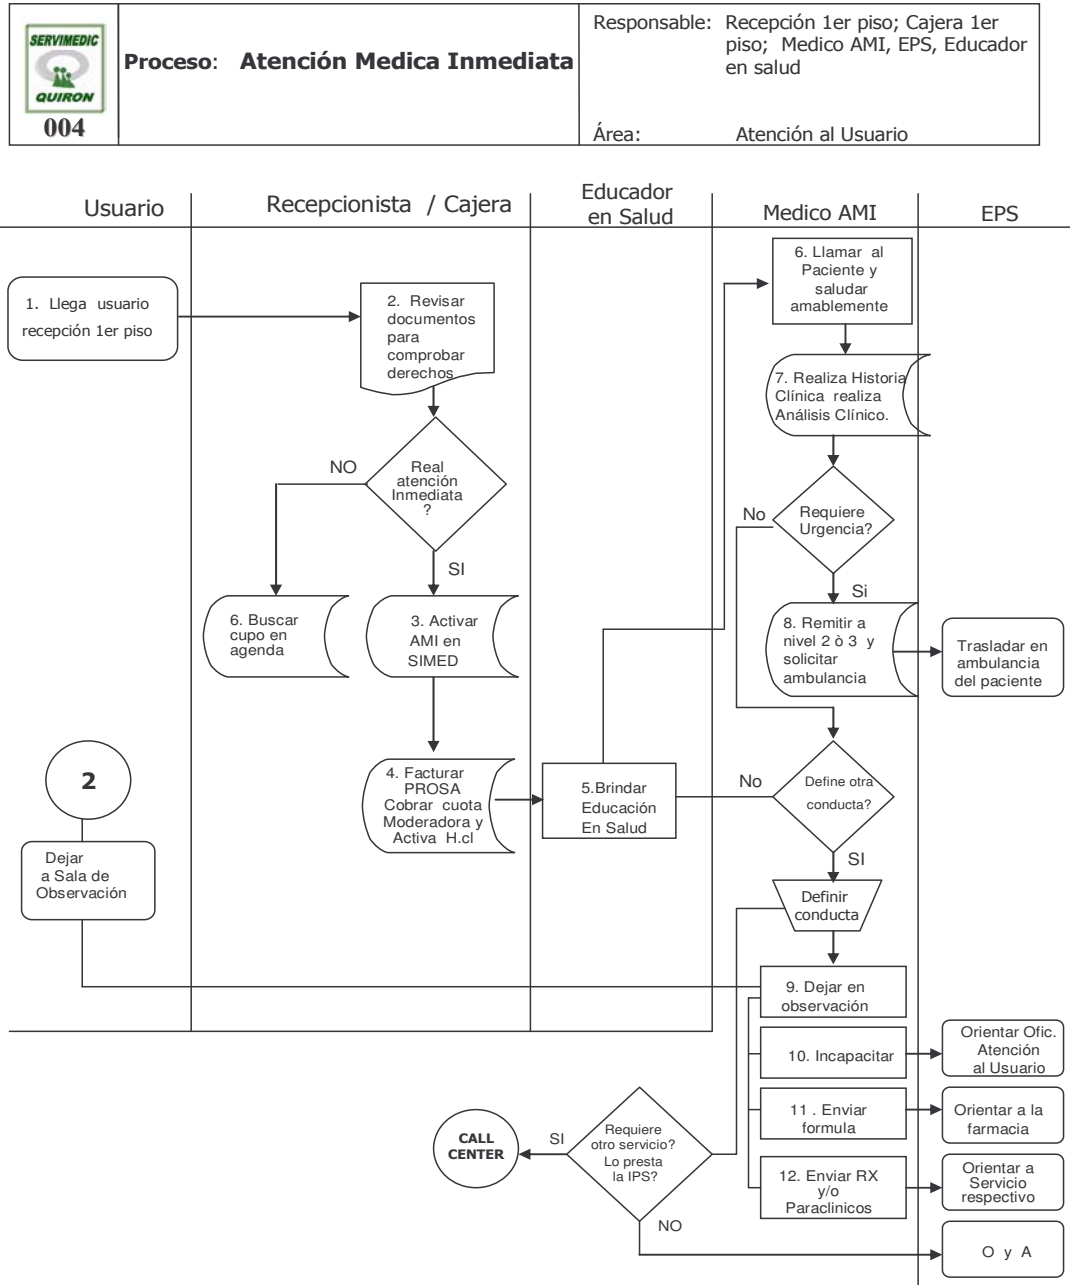 SERVIMEDIC
QUIRON
004
Proceso: Atención Medica Inmediata
Responsable: Recepción 1er piso; Cajera 1er
piso; Medico AMI, EPS, Educador
en salud
Área: Atención al Usuario
Usuario
Recepcionista / Cajera
Educador
en Salud
Medico AMI
EPS
1. Llega usuario
recepción 1er piso
2. Revisar
documentos
para
comprobar
derechos
Real
atención
Inmediata
?
NO
SI
6. Buscar
cupo en
agenda
3. Activar
AMI en
SIMED
4. Facturar
PROSA
Cobrar cuota
Moderadora y
Activa H.cl
5.Brindar
Educación
En Salud
6. Llamar al
Paciente y
saludar
amablemente
7. Realiza Historia
Clínica realiza
Análisis Clínico.
Requiere
Urgencia?
No
Si
8. Remitir a
nivel 2 ò 3 y
solicitar
ambulancia
Trasladar en
ambulancia
del paciente
Define otra
conducta?
No
SI
Definir
conducta
2
Dejar
a Sala de
Observación
9. Dejar en
observación
10. Incapacitar
Orientar Ofic.
Atención
al Usuario
11 . Enviar
formula
Orientar a la
farmacia
12. Enviar RX
y/o
Paraclinicos
Orientar a
Servicio
respectivo
Requiere
otro servicio?
Lo presta
la IPS?
SI
CALL
CENTER
NO
O y A